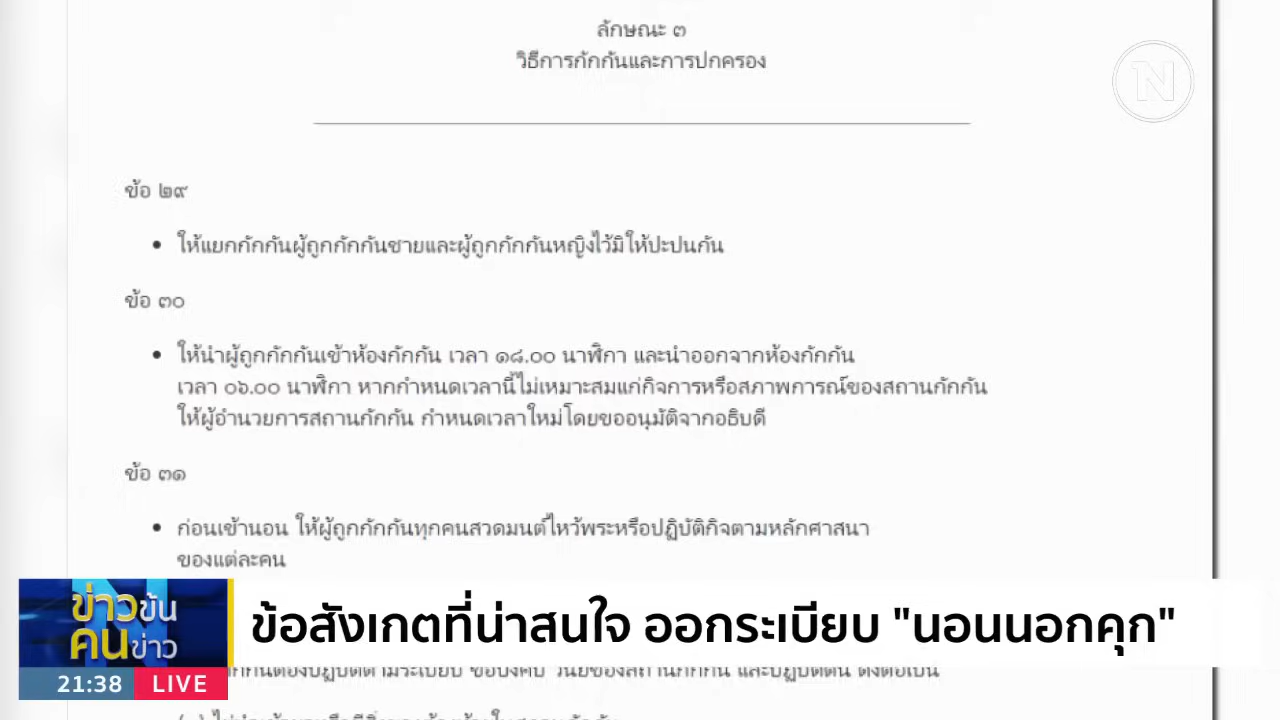 ลักษณะ ๓
วิธีการกักกันและการปกครอง
N
ข้อ ๒๙
• ให้แยกกักกันผู้ถูกกักกันชายและผู้ถูกกักกันหญิงไว้มิให้ปะปนกัน
ข้อ ๓๐
• ให้นำผู้ถูกกักกันเข้าห้องกักกัน เวลา ๑๘.๐๐ นาฬิกา และนำออกจากห้องกักกัน
เวลา ๐๖.๐๐ นาฬิกา หากกำหนดเวลานี้ไม่เหมาะสมแก่กิจการหรือสภาพการณ์ของสถานกักกัน
ให้ผู้อำนวยการสถานกักกัน กำหนดเวลาใหม่โดยขออนุมัติจากอธิบดี
ข้อ ๓๑
• ก่อนเข้านอน ให้ผู้ถูกกักกันทุกคนสวดมนต์ไหว้พระหรือปฏิบัติกิจตามหลักศาสนา
ของแต่ละคน
ข่าวข้น
คนข่าว
ข้อสังเกตที่น่าสนใจ ออกระเบียบ "นอนนอกคุก"
21:38 LIVE